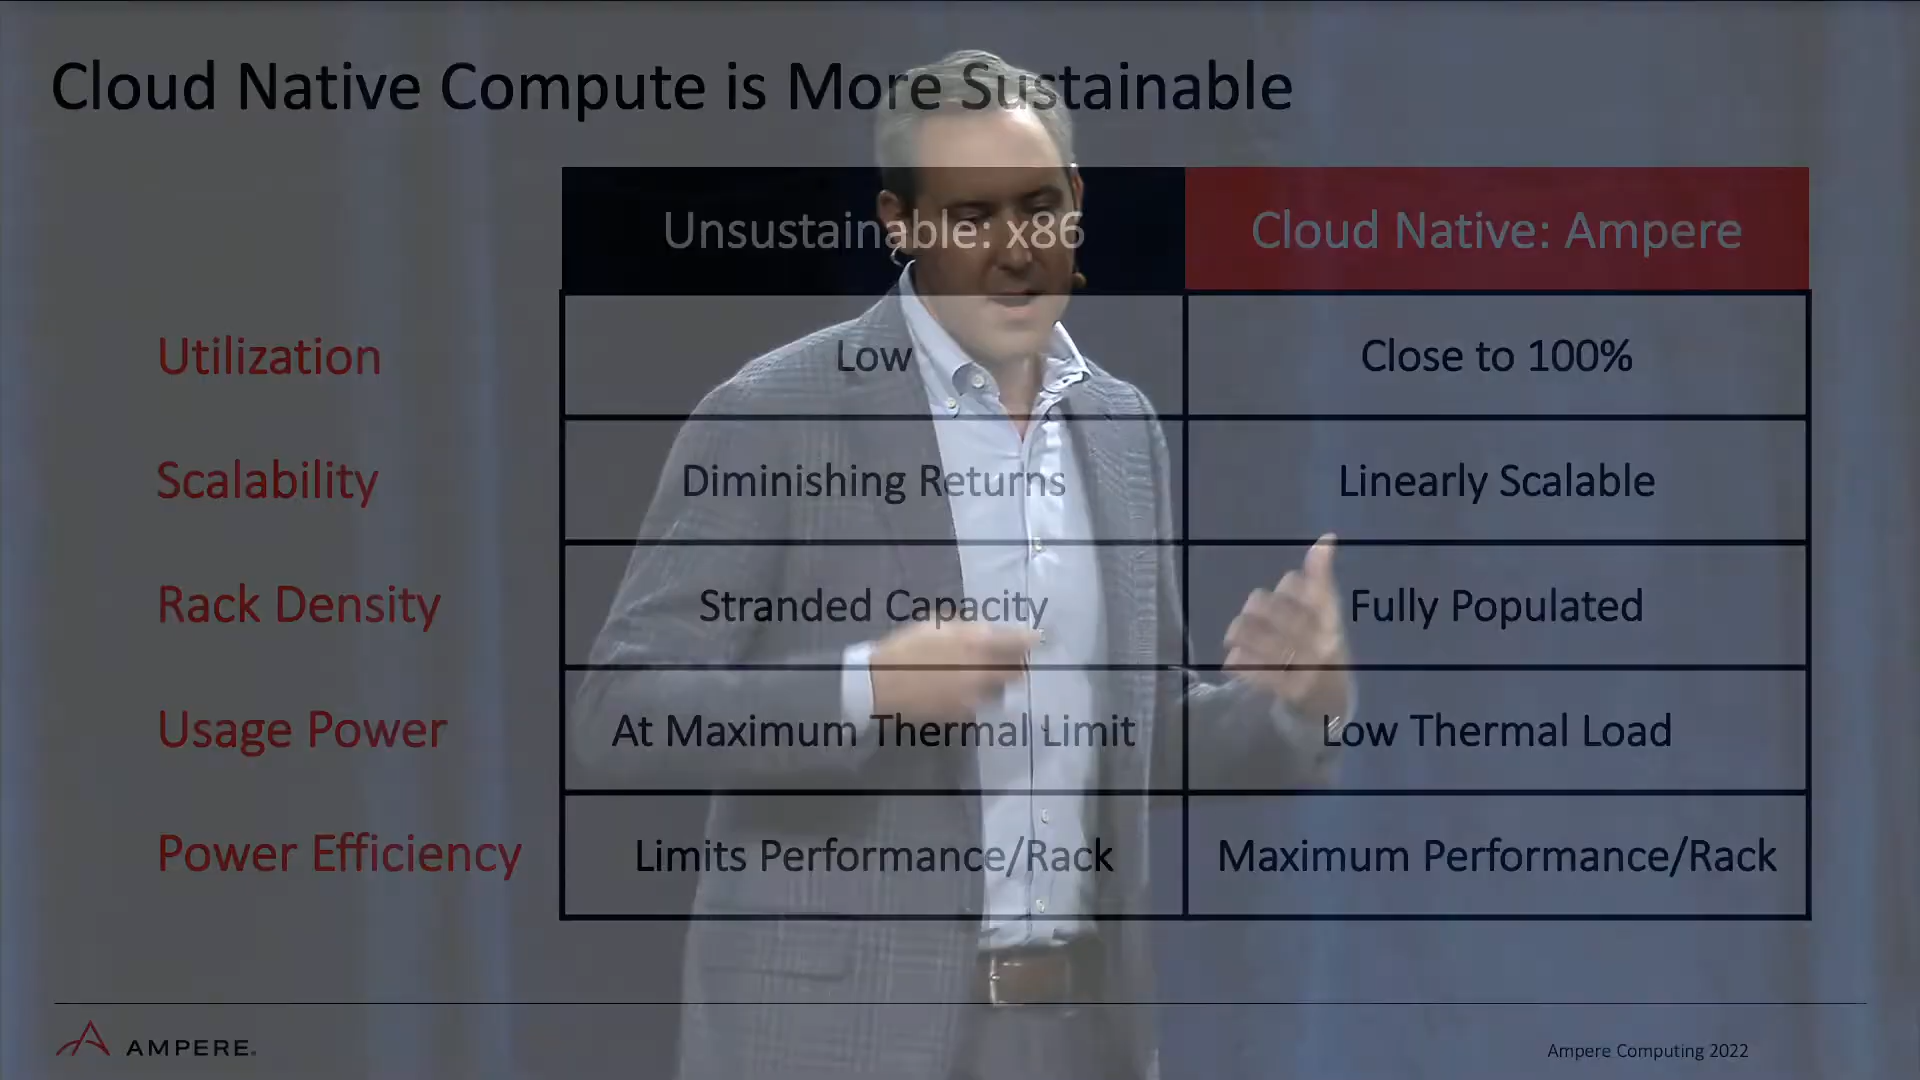 Cloud Native Compute is More Sustainable
Unsustainable: x86 Cloud Native: Ampere
Utilization Low Close to 100%
Scalability Diminishing Returns Linearly Scalable
Rack Density Stranded Capacity Fully Populated
Usage Power At Maximum Thermal Limit Low Thermal Load
Power Efficiency Limits Performance/Rack Maximum Performance/Rack
AMPERE.
Ampere Computing 2022